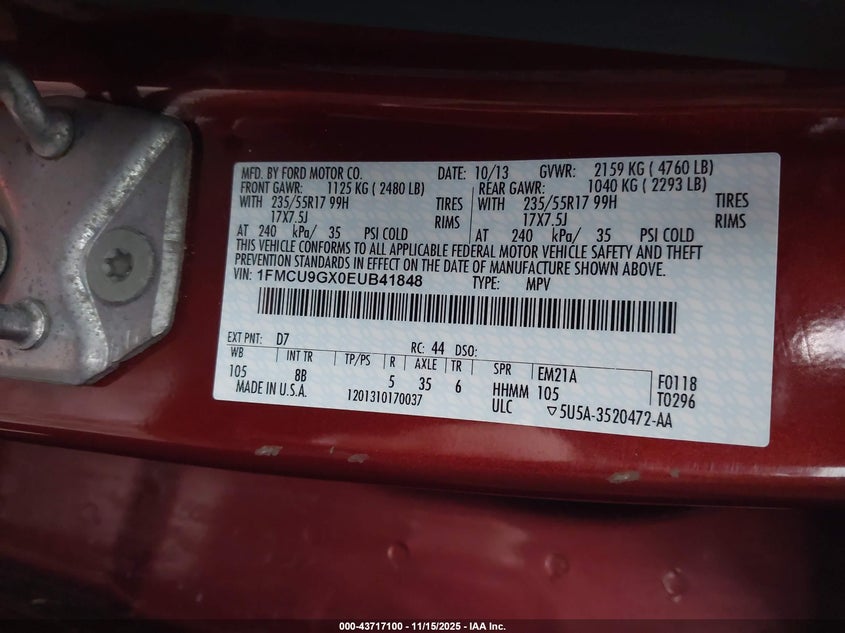 MFD. BY FORD MOTOR CO. DATE: 10/13 GVWR: 2159 KG ( 4760 LB)
FRONT GAWR: 1125 KG ( 2480 LB) REAR GAWR: 1040 KG ( 2293 LB)
WITH 235/55R17 99H TIRES WITH 235/55R17 99H TIRES
17X7.5J RIMS 17X7.5J RIMS
AT 240 kPa/ 35 PSI COLD AT 240 kPa/ 35 PSI COLD
THIS VEHICLE CONFORMS TO ALL APPLICABLE FEDERAL MOTOR VEHICLE SAFETY AND THEFT
PREVENTION STANDARDS IN EFFECT ON THE DATE OF MANUFACTURE SHOWN ABOVE.
VIN: 1FMCU9GX0EUB41848 TYPE: MPV
EXT PNT: D7 RC: 44 DSO:
WB INT TR TP/PS R AXLE TR SPR EM21A F0118
105 8B 5 35 6 HHMM 105 T0296
MADE IN U.S.A. 1201310170037 ULC ▽5U5A-3520472-AA
000-43717100 - 11/15/2025 - IAA Inc.